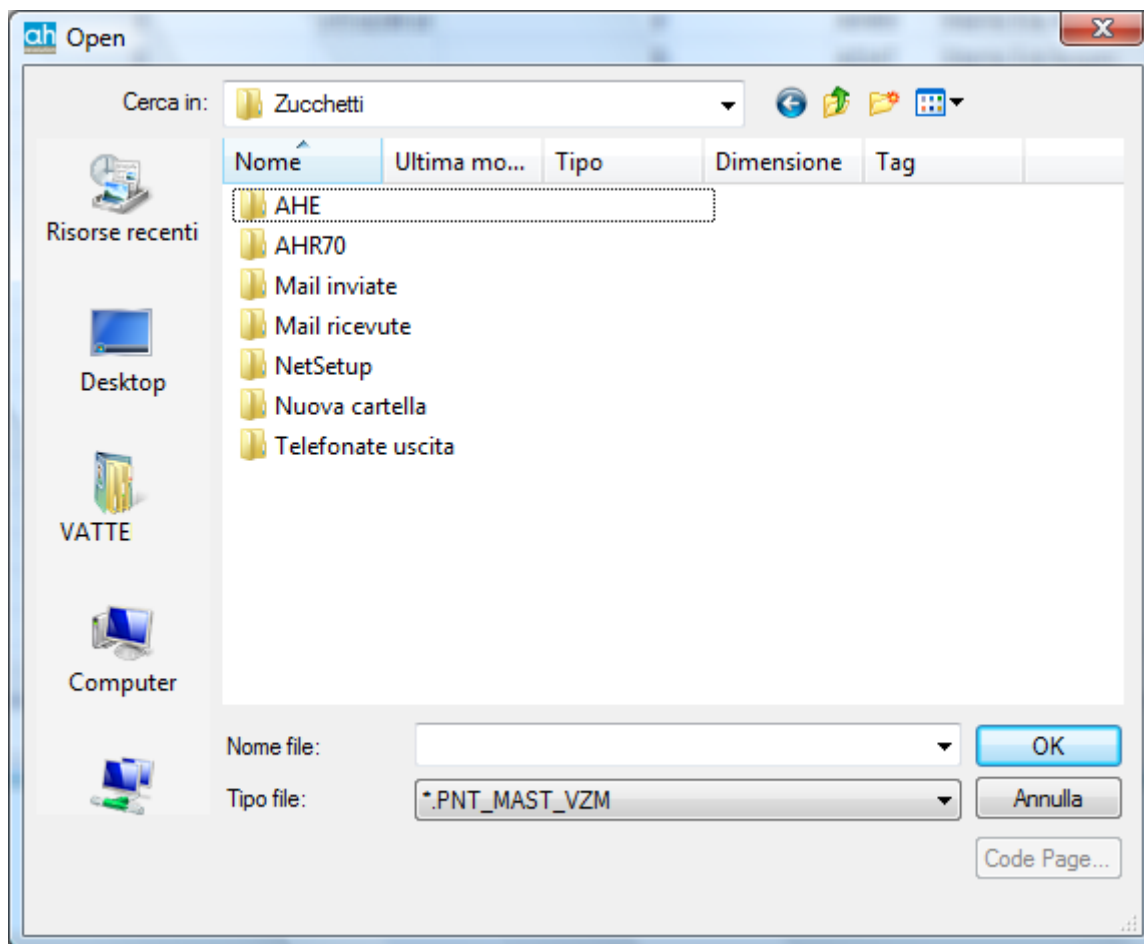 ah Open
Cerca in: Zucchetti
Nome Ultima mo... Tipo Dimensione Tag
AHE
AHR70
Mail inviate
Mail ricevute
NetSetup
Nuova cartella
Telefonate uscita
Risorse recenti
Desktop
VATTE
Computer
Nome file: OK
Tipo file: *.PNT_MAST_VZM Annulla
Code Page...